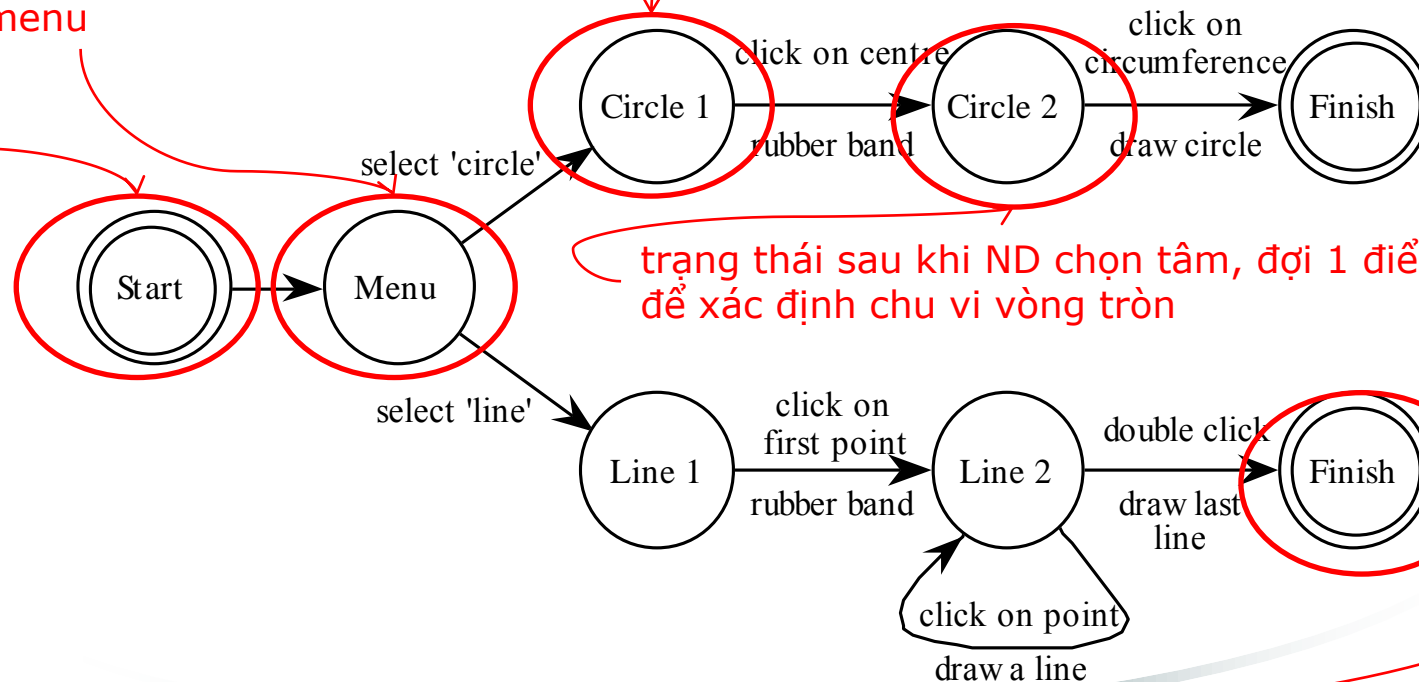 menu
click on centre
click on
circumference
Circle 1
Circle 2
Finish
rubber band
draw circle
select 'circle'
Start
Menu
trạng thái sau khi ND chọn tâm, đợi 1
để xác định chu vi vòng tròn
select 'line'
click on
first point
double click
Line 1
Line 2
Finish
rubber band
draw last
line
click on point
draw a line